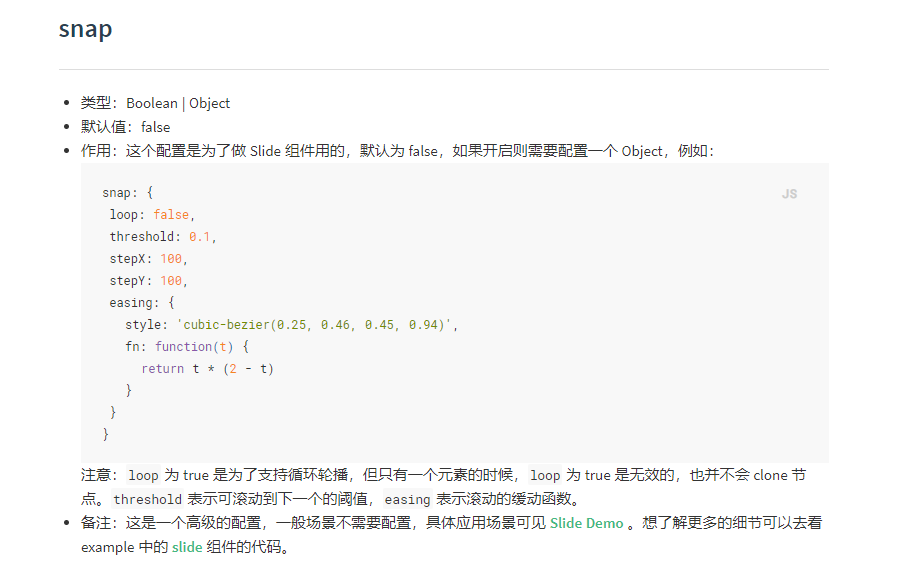 snap
类型：Boolean | Object
默认值：false
作用：这个配置是为了做 Slide 组件用的，默认为 false，如果开启则需要配置一个 Object，例如：
JS
snap: {
loop: false,
threshold: 0.1,
stepX: 100,
stepY: 100,
easing: {
style: 'cubic-bezier(0.25, 0.46, 0.45, 0.94)',
fn: function(t) {
return t * (2 - t)
}
}
}
注意：loop 为 true 是为了支持循环轮播，但只有一个元素的时候，loop 为 true 是无效的，也并不会 clone 节
点。threshold 表示可滚动到下一个的阈值，easing 表示滚动的缓动函数。
备注：这是一个高级的配置，一般场景不需要配置，具体应用场景可见 Slide Demo 。想了解更多的细节可以去看
example 中的 slide 组件的代码。